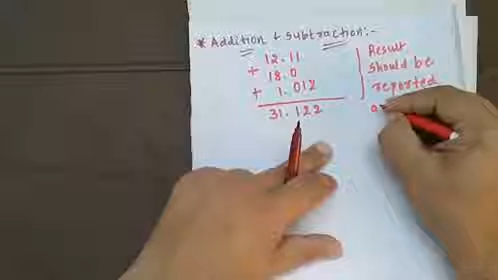 * Addition & Subtraction:-
12.11
+ 18.0
+ 1.012
31.122
Result
should be
reported